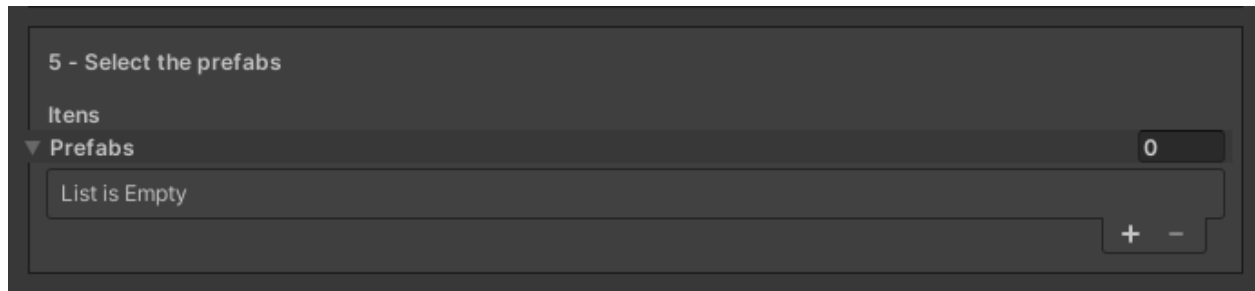 5 - Select the prefabs
Itens
Prefabs 0
List is Empty
+ -